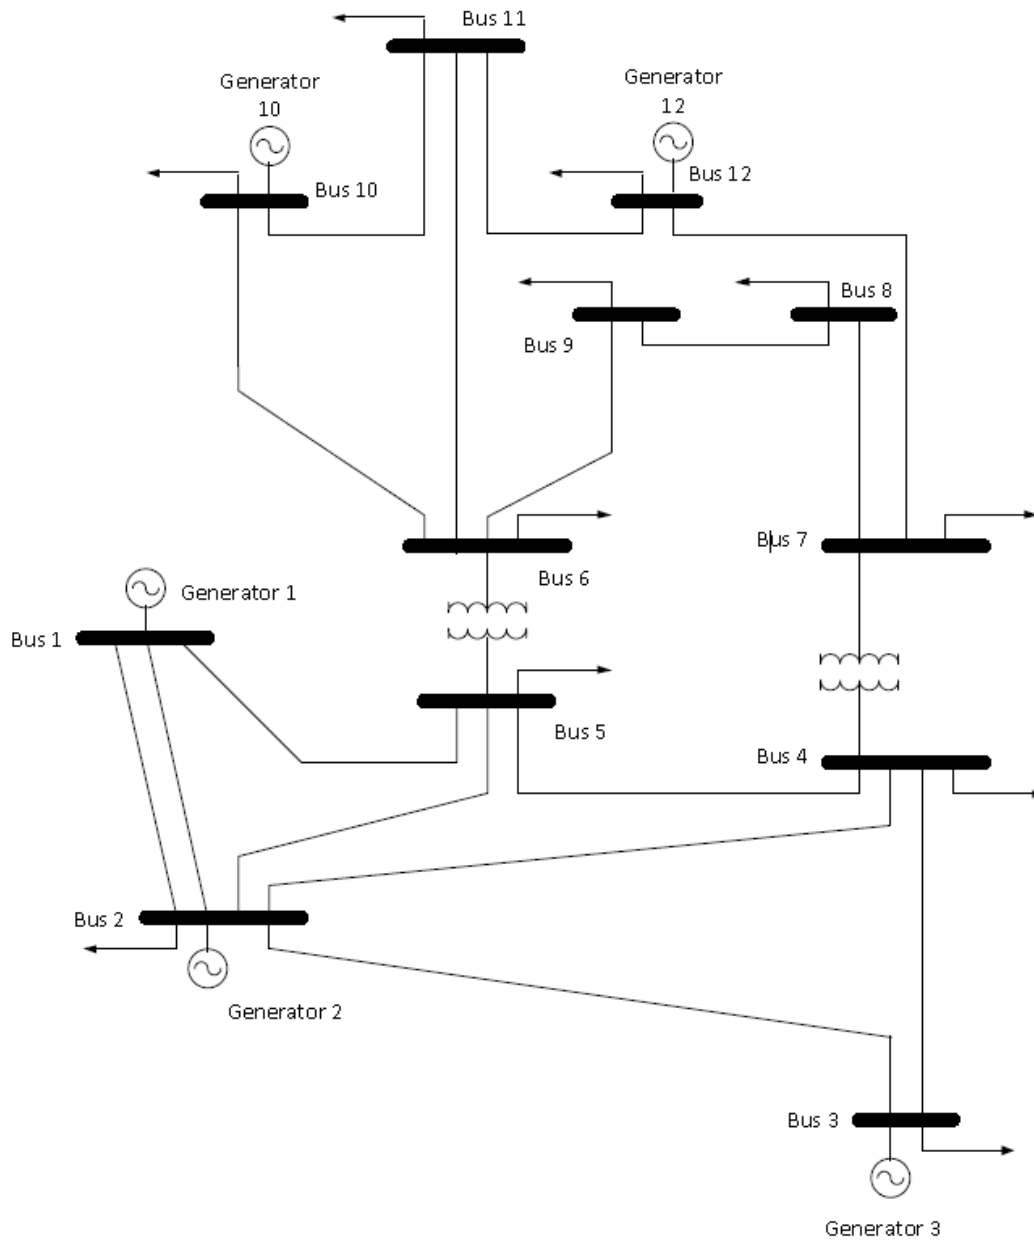 Bus 11
Generator
10
Generator
12
Bus 12
Bus 10
Bus 8
Bus 9
Bus 7
Bus 6
Generator 1
Bus 1
Bus 5
Bus 4
Bus 2
Generator 2
Bus 3
Generator 3